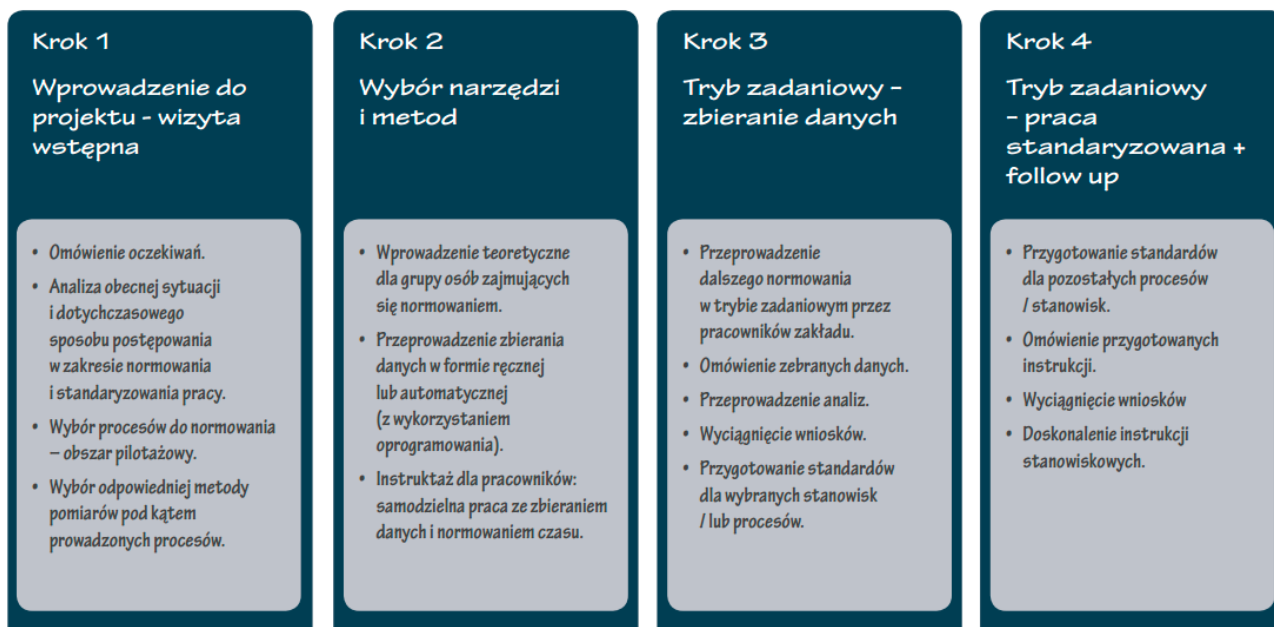 Krok 1
Wprowadzenie do
projektu - wizyta
wstępna
• Omówienie oczekiwań.
• Analiza obecnej sytuacji
i dotychczasowego
sposobu postępowania
w zakresie normowania
i standaryzowania pracy.
• Wybór procesów do normowania
– obszar pilotażowy.
• Wybór odpowiedniej metody
pomiarów pod kątem
prowadzonych procesów.
Krok 2
Wybór narzędzi
i metod
• Wprowadzenie teoretyczne
dla grupy osób zajmujących
się normowaniem.
• Przeprowadzenie zbierania
danych w formie ręcznej
lub automatycznej
(z wykorzystaniem
oprogramowania).
• Instruktaż dla pracowników:
samodzielna praca ze zbieraniem
danych i normowaniem czasu.
Krok 3
Tryb zadaniowy –
zbieranie danych
• Przeprowadzenie
dalszego normowania
w trybie zadaniowym przez
pracowników zakładu.
• Omówienie zebranych danych.
• Przeprowadzenie analiz.
• Wyciągnięcie wniosków.
• Przygotowanie standardów
dla wybranych stanowisk
/ lub procesów.
Krok 4
Tryb zadaniowy
– praca
standaryzowana +
follow up
• Przygotowanie standardów
dla pozostałych procesów
/ stanowisk.
• Omówienie przygotowanych
instrukcji.
• Wyciągnięcie wniosków
• Doskonalenie instrukcji
stanowiskowych.